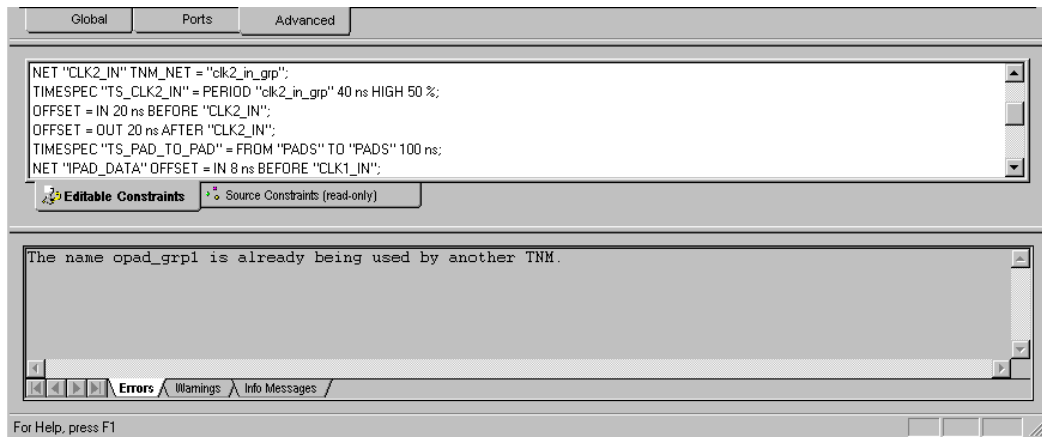 Global Ports Advanced
NET "CLK2_IN" TNM_NET = "clk2_in_grp";
TIMESPEC "TS_CLK2_IN" = PERIOD "clk2_in_grp" 40 ns HIGH 50 %;
OFFSET = IN 20 ns BEFORE "CLK2_IN";
OFFSET = OUT 20 ns AFTER "CLK2_IN";
TIMESPEC "TS_PAD_TO_PAD" = FROM "PADS" TO "PADS" 100 ns;
NET "IPAD_DATA" OFFSET = IN 8 ns BEFORE "CLK1_IN";
Editable Constraints Source Constraints (read-only)
The name opad_grp1 is already being used by another TNM.
Errors Warnings Info Messages
For Help, press F1